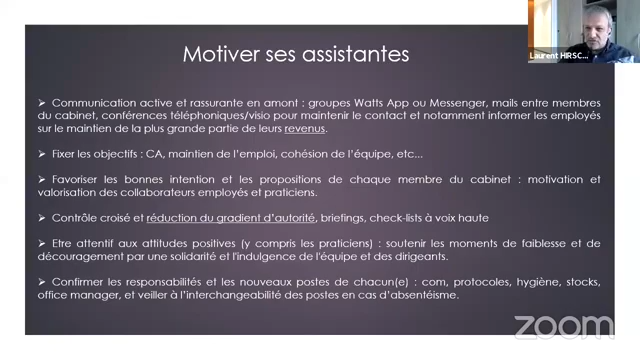 Motiver ses assistantes
Laurent HIRSC...
➢ Communication active et rassurante en amont : groupes Watts App ou Messenger, mails entre membres
du cabinet, conférences téléphoniques/visio pour maintenir le contact et notamment informer les employés
sur le maintien de la plus grande partie de leurs revenus.
➢ Fixer les objectifs : CA, maintien de l'emploi, cohésion de l'équipe, etc...
➢ Favoriser les bonnes intention et les propositions de chaque membre du cabinet : motivation et
valorisation des collaborateurs employés et praticiens.
➢ Contrôle croisé et réduction du gradient d'autorité, briefings, check-lists à voix haute
➢ Etre attentif aux attitudes positives (y compris les praticiens) : soutenir les moments de faiblesse et de
découragement par une solidarité et l'indulgence de l'équipe et des dirigeants.
➢ Confirmer les responsabilités et les nouveaux postes de chacun(e) : com, protocoles, hygiène, stocks,
office manager, et veiller à l'interchangeabilité des postes en cas d'absentéisme.
zoom